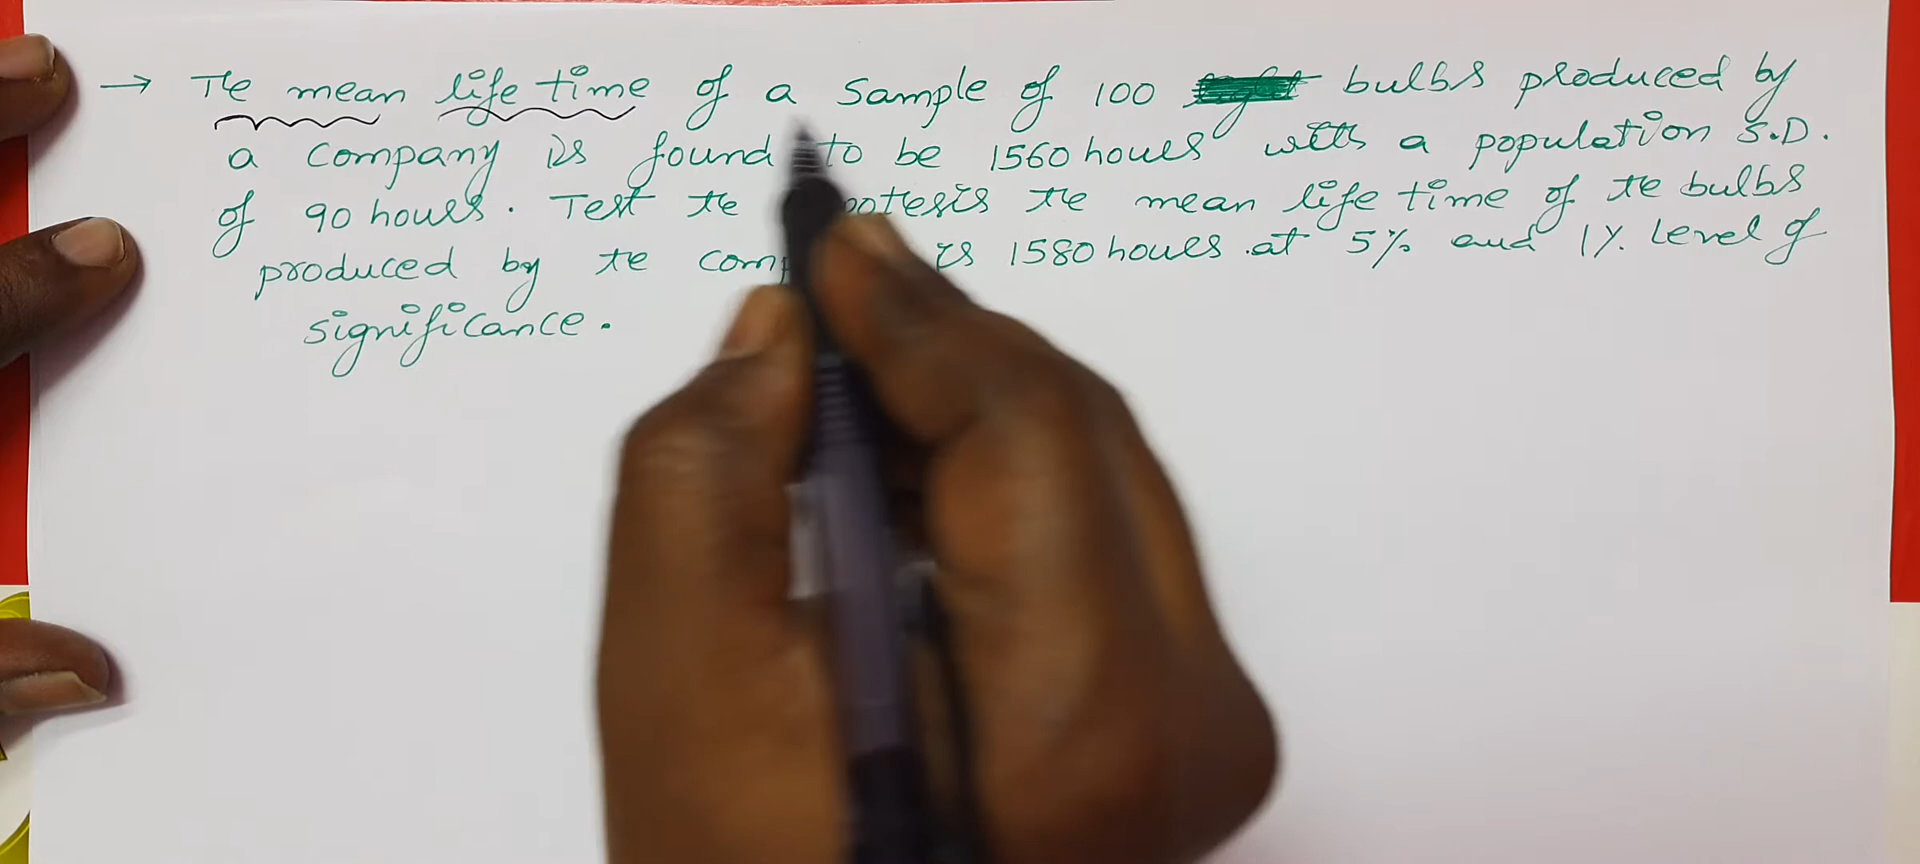 → Te mean life time of a sample of 100 bulbs produced by
a company is found to be 1560 hours with a population S.D.
of 90 hours. Test te potesis te mean life time of te bulbs
produced by te comp is 1580 hours at 5% and 1% level of
significance.